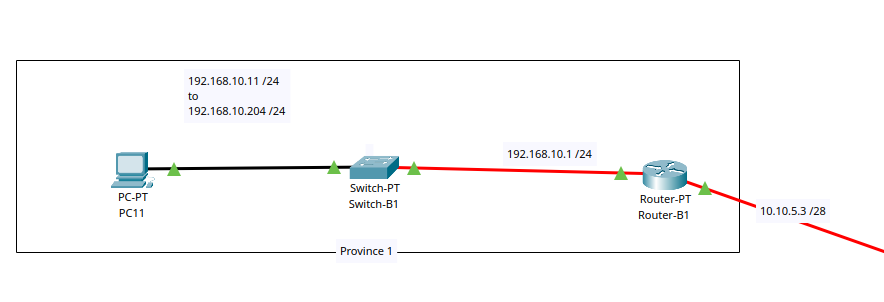 192.168.10.11 /24
to
192.168.10.204 /24
192.168.10.1 /24
PC-PT
PC11
Switch-PT
Switch-B1
Router-PT
Router-B1
10.10.5.3 /28
Province 1